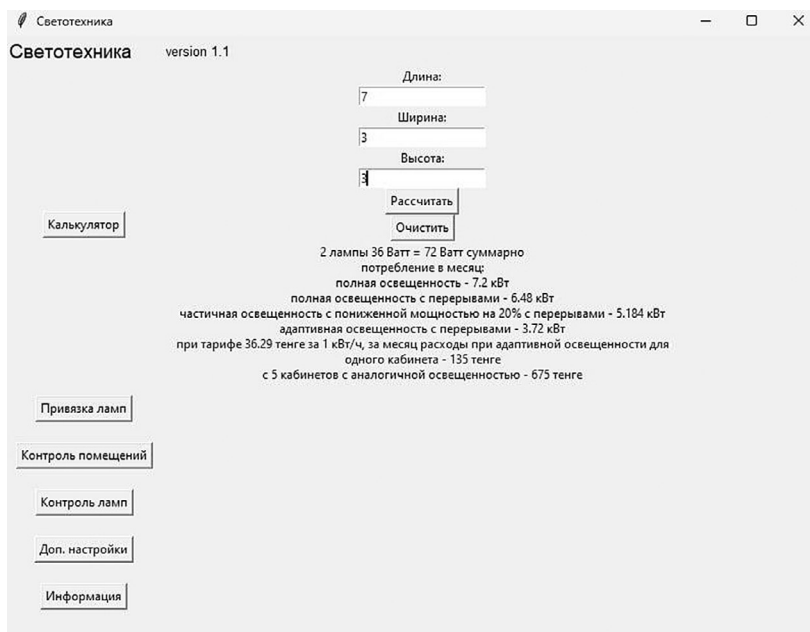 Светотехника
Светотехника version 1.1
Длина:
7
Ширина:
3
Высота:
3
Рассчитать
Калькулятор
Очистить
2 лампы 36 Ватт = 72 Ватт суммарно
потребление в месяц:
полная освещенность - 7.2 кВт
полная освещенность с перерывами - 6.48 кВт
частичная освещенность с пониженной мощностью на 20% с перерывами - 5.184 кВт
адаптивная освещенность с перерывами - 3.72 кВт
при тарифе 36.29 тенге за 1 кВт/ч, за месяц расходы при адаптивной освещенности для
одного кабинета - 135 тенге
с 5 кабинетов с аналогичной освещенностью - 675 тенге
Привязка ламп
Контроль помещений
Контроль ламп
Доп. настройки
Информация